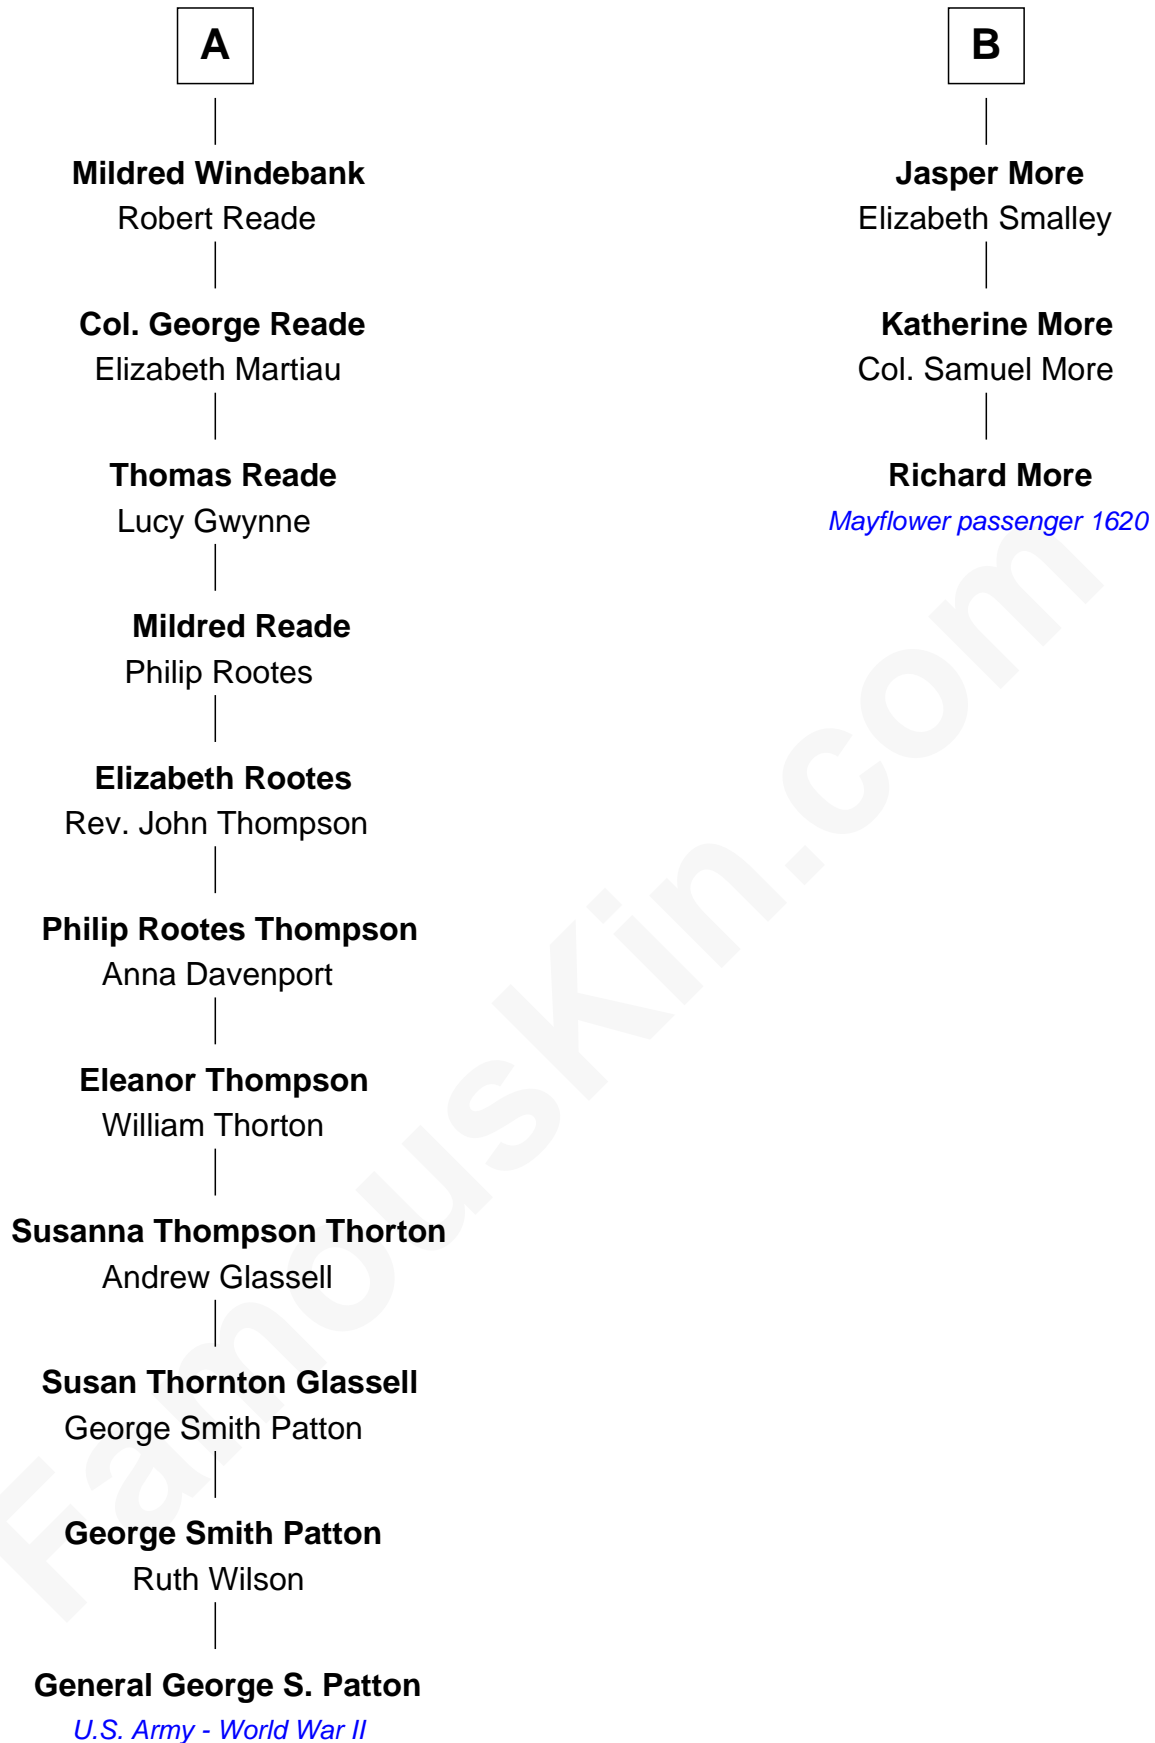 A
Mildred Windebank
Robert Reade
Col. George Reade
Elizabeth Martiau
Thomas Reade
Lucy Gwynne
Mildred Reade
Philip Rootes
Elizabeth Rootes
Rev. John Thompson
Philip Rootes Thompson
Anna Davenport
Eleanor Thompson
William Thorton
Susanna Thompson Thorton
Andrew Glassell
Susan Thornton Glassell
George Smith Patton
George Smith Patton
Ruth Wilson
General George S. Patton
U.S. Army - World War II
B
Jasper More
Elizabeth Smalley
Katherine More
Col. Samuel More
Richard More
Mayflower passenger 1620
FamousKin.com